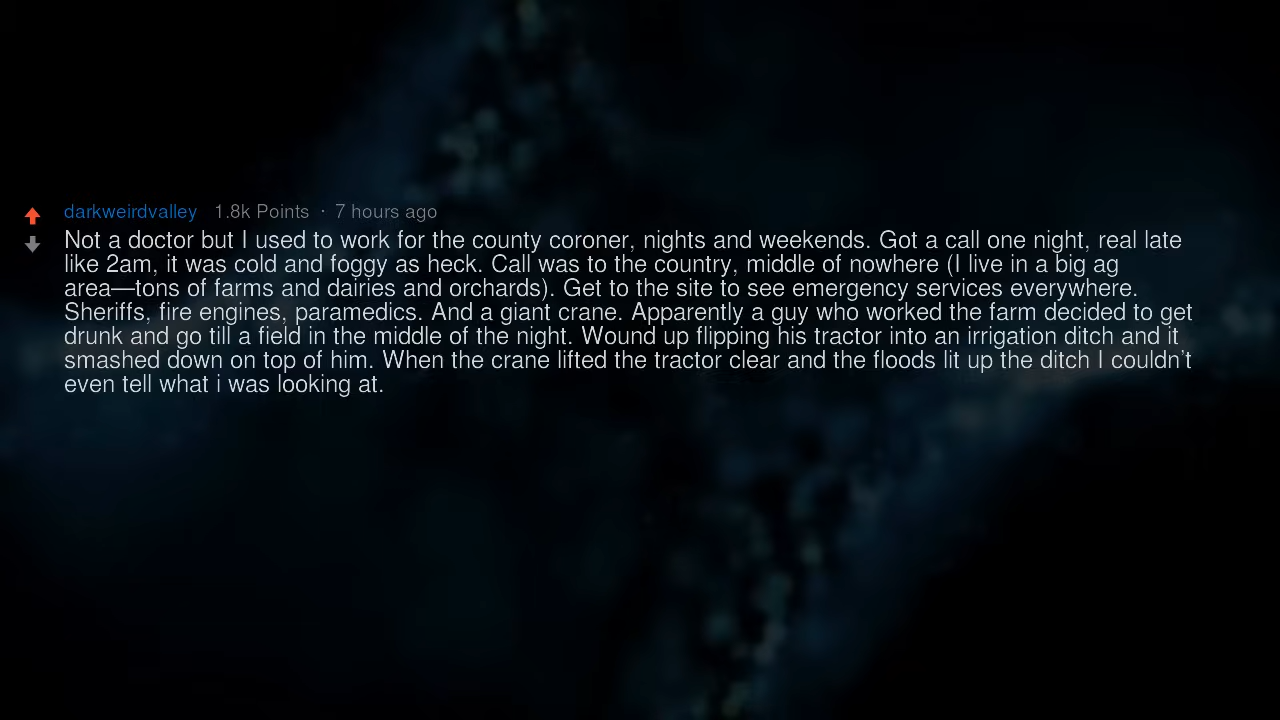 darkweirdvalley 1.8k Points · 7 hours ago
Not a doctor but I used to work for the county coroner, nights and weekends. Got a call one night, real late
like 2am, it was cold and foggy as heck. Call was to the country, middle of nowhere (I live in a big ag
area—tons of farms and dairies and orchards). Get to the site to see emergency services everywhere.
Sheriffs, fire engines, paramedics. And a giant crane. Apparently a guy who worked the farm decided to get
drunk and go till a field in the middle of the night. Wound up flipping his tractor into an irrigation ditch and it
smashed down on top of him. When the crane lifted the tractor clear and the floods lit up the ditch I couldn’t
even tell what i was looking at.